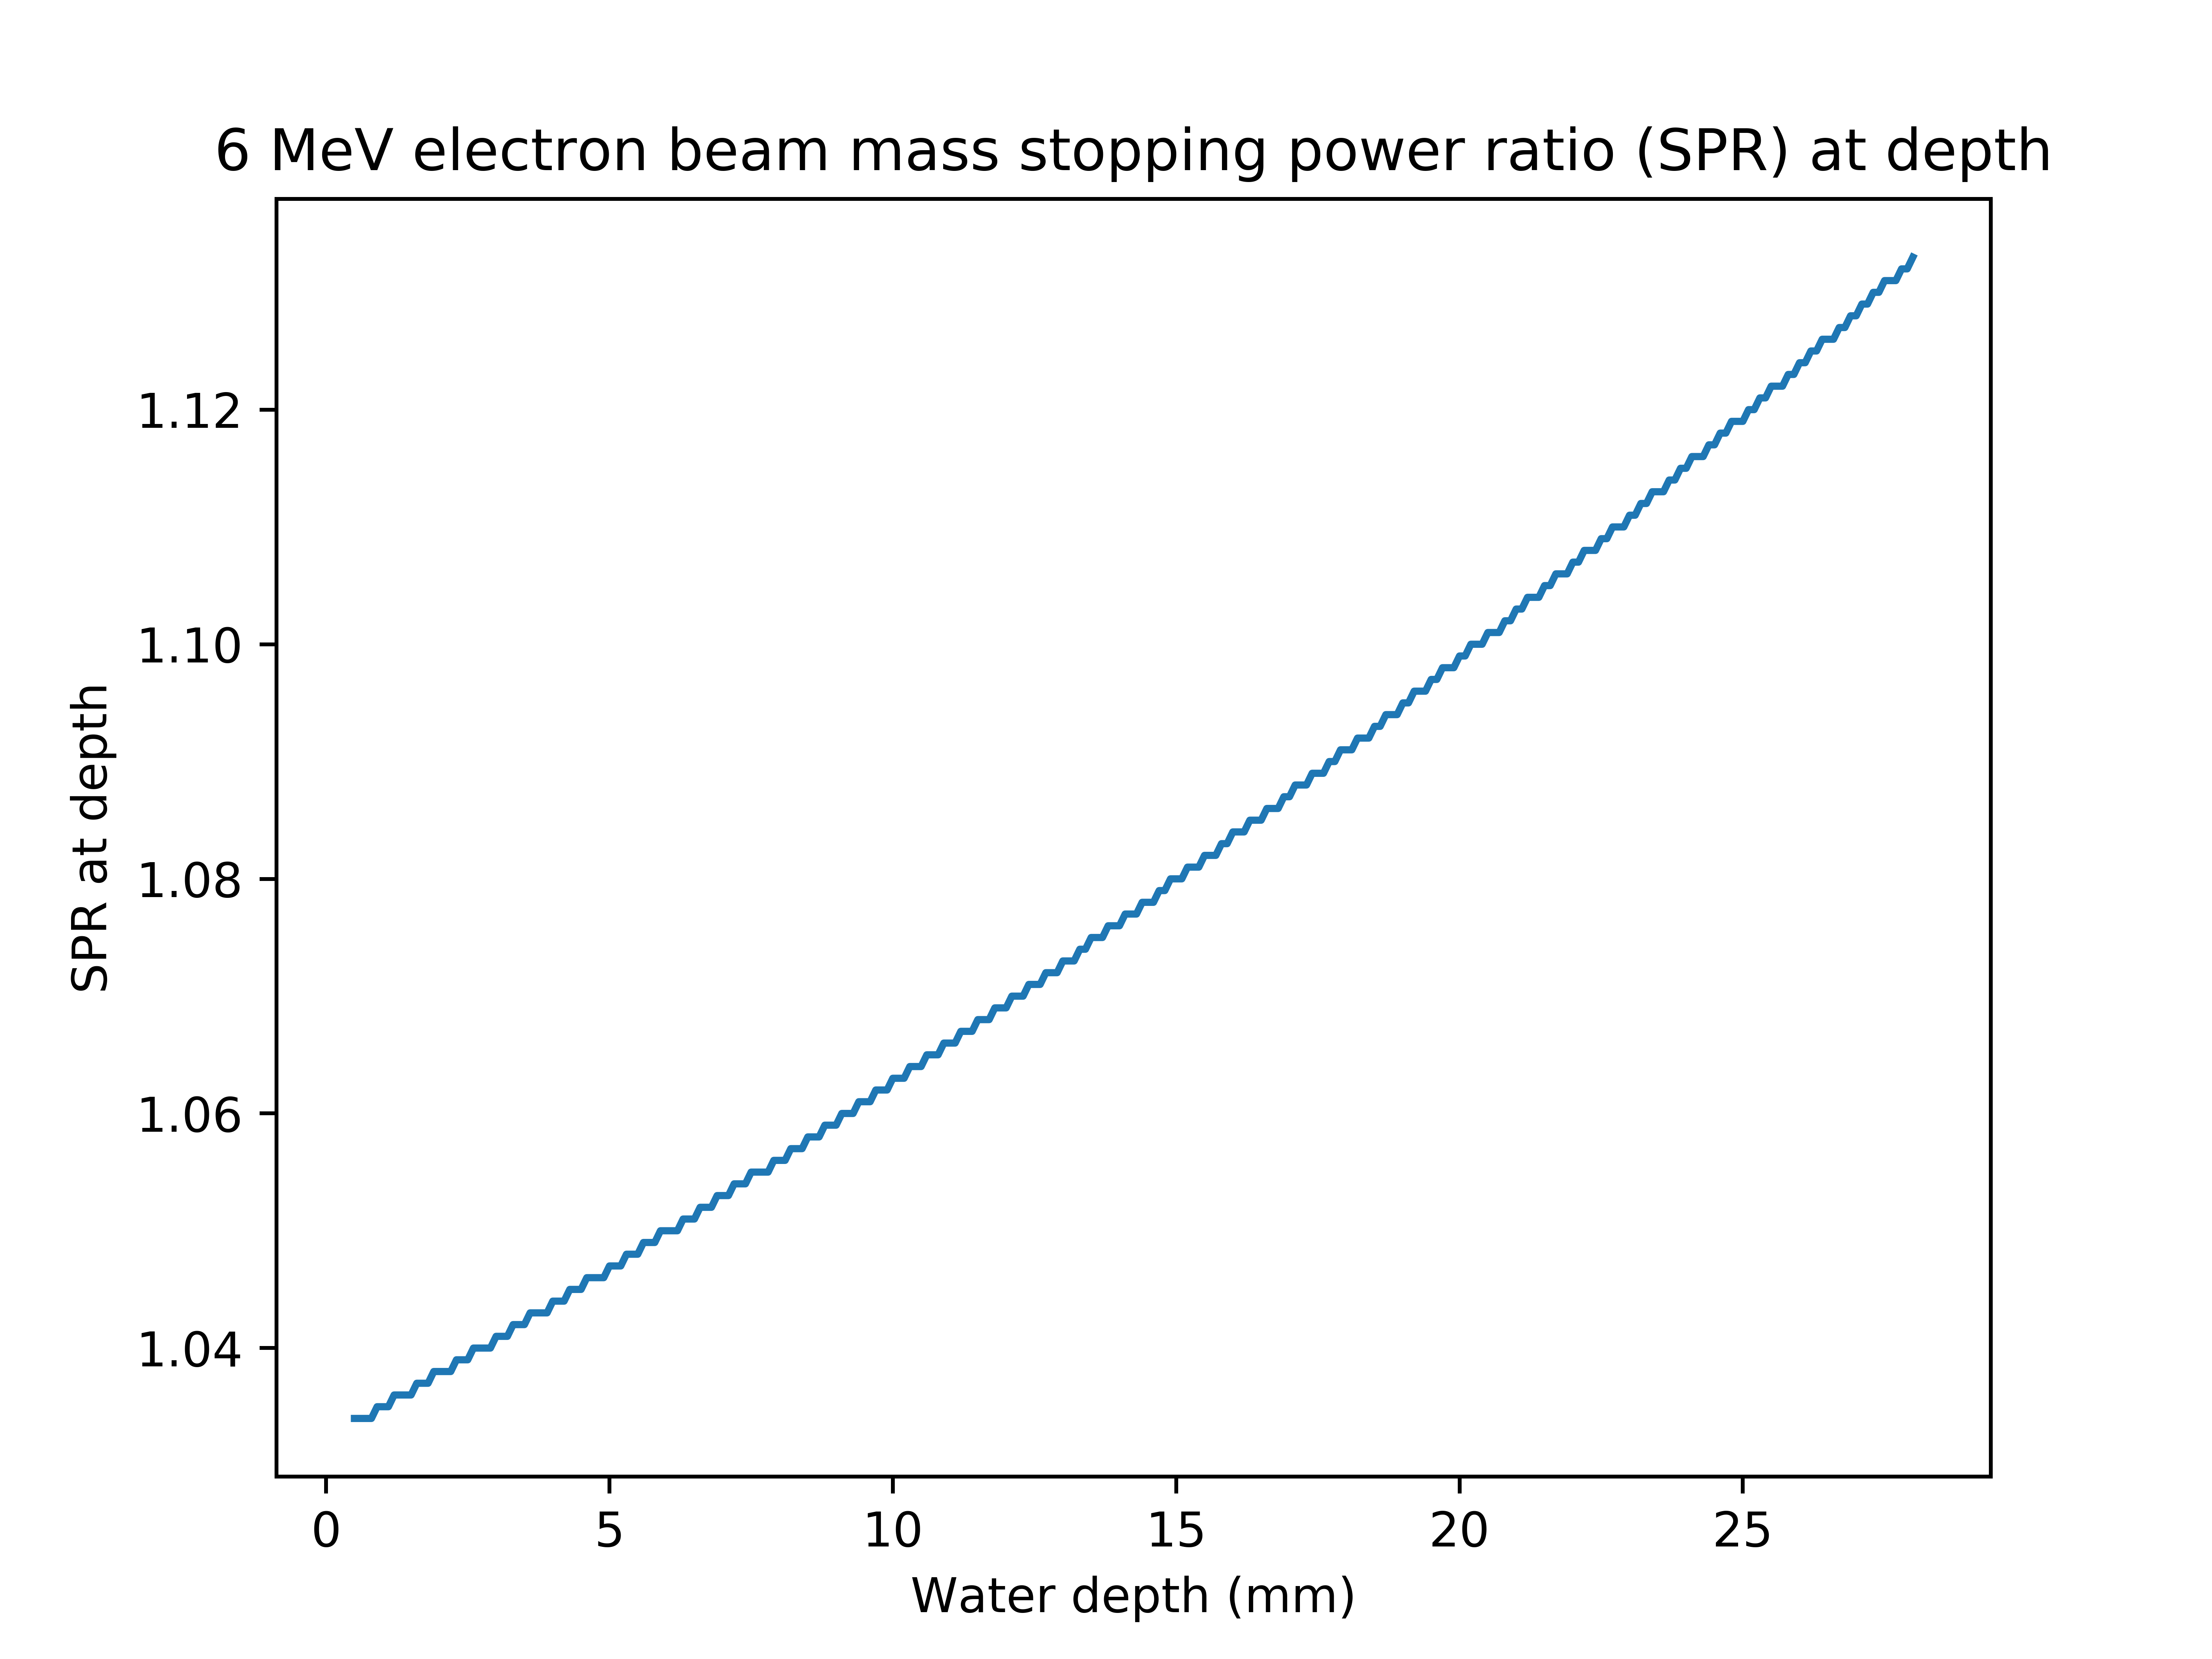 6 MeV electron beam mass stopping power ratio (SPR) at depth
1.12
1.10
1.08
1.06
1.04
SPR at depth
0 5 10 15 20 25
Water depth (mm)